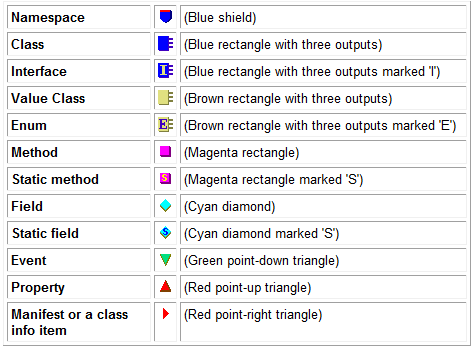 Namespace (Blue shield)
Class (Blue rectangle with three outputs)
Interface I (Blue rectangle with three outputs marked 'I')
Value Class (Brown rectangle with three outputs)
Enum E (Brown rectangle with three outputs marked 'E')
Method (Magenta rectangle)
Static method S (Magenta rectangle marked 'S')
Field (Cyan diamond)
Static field S (Cyan diamond marked 'S')
Event (Green point-down triangle)
Property (Red point-up triangle)
Manifest or a class (Red point-right triangle)
info item